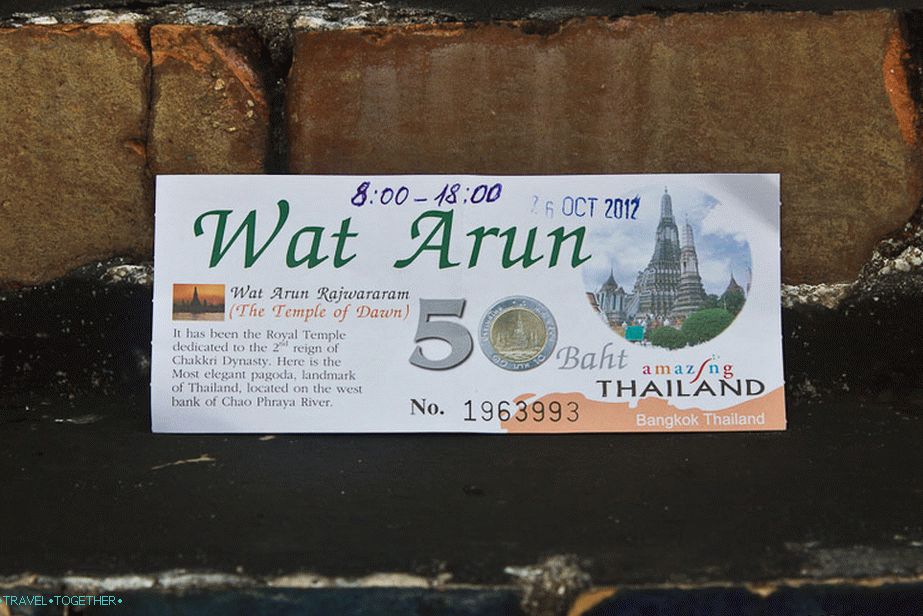 8:00 - 18:00
26 OCT 2012
Wat Arun
Wat Arun Rajwararam
(The Temple of Dawn)
It has been the Royal Temple
dedicated to the 2nd reign of
Chakkri Dynasty. Here is the
Most elegant pagoda, landmark
of Thailand, located on the west
bank of Chao Phraya River.
50 Baht
No. 1963993
amazing
THAILAND
Bangkok Thailand
TRAVEL•TOGETHER•